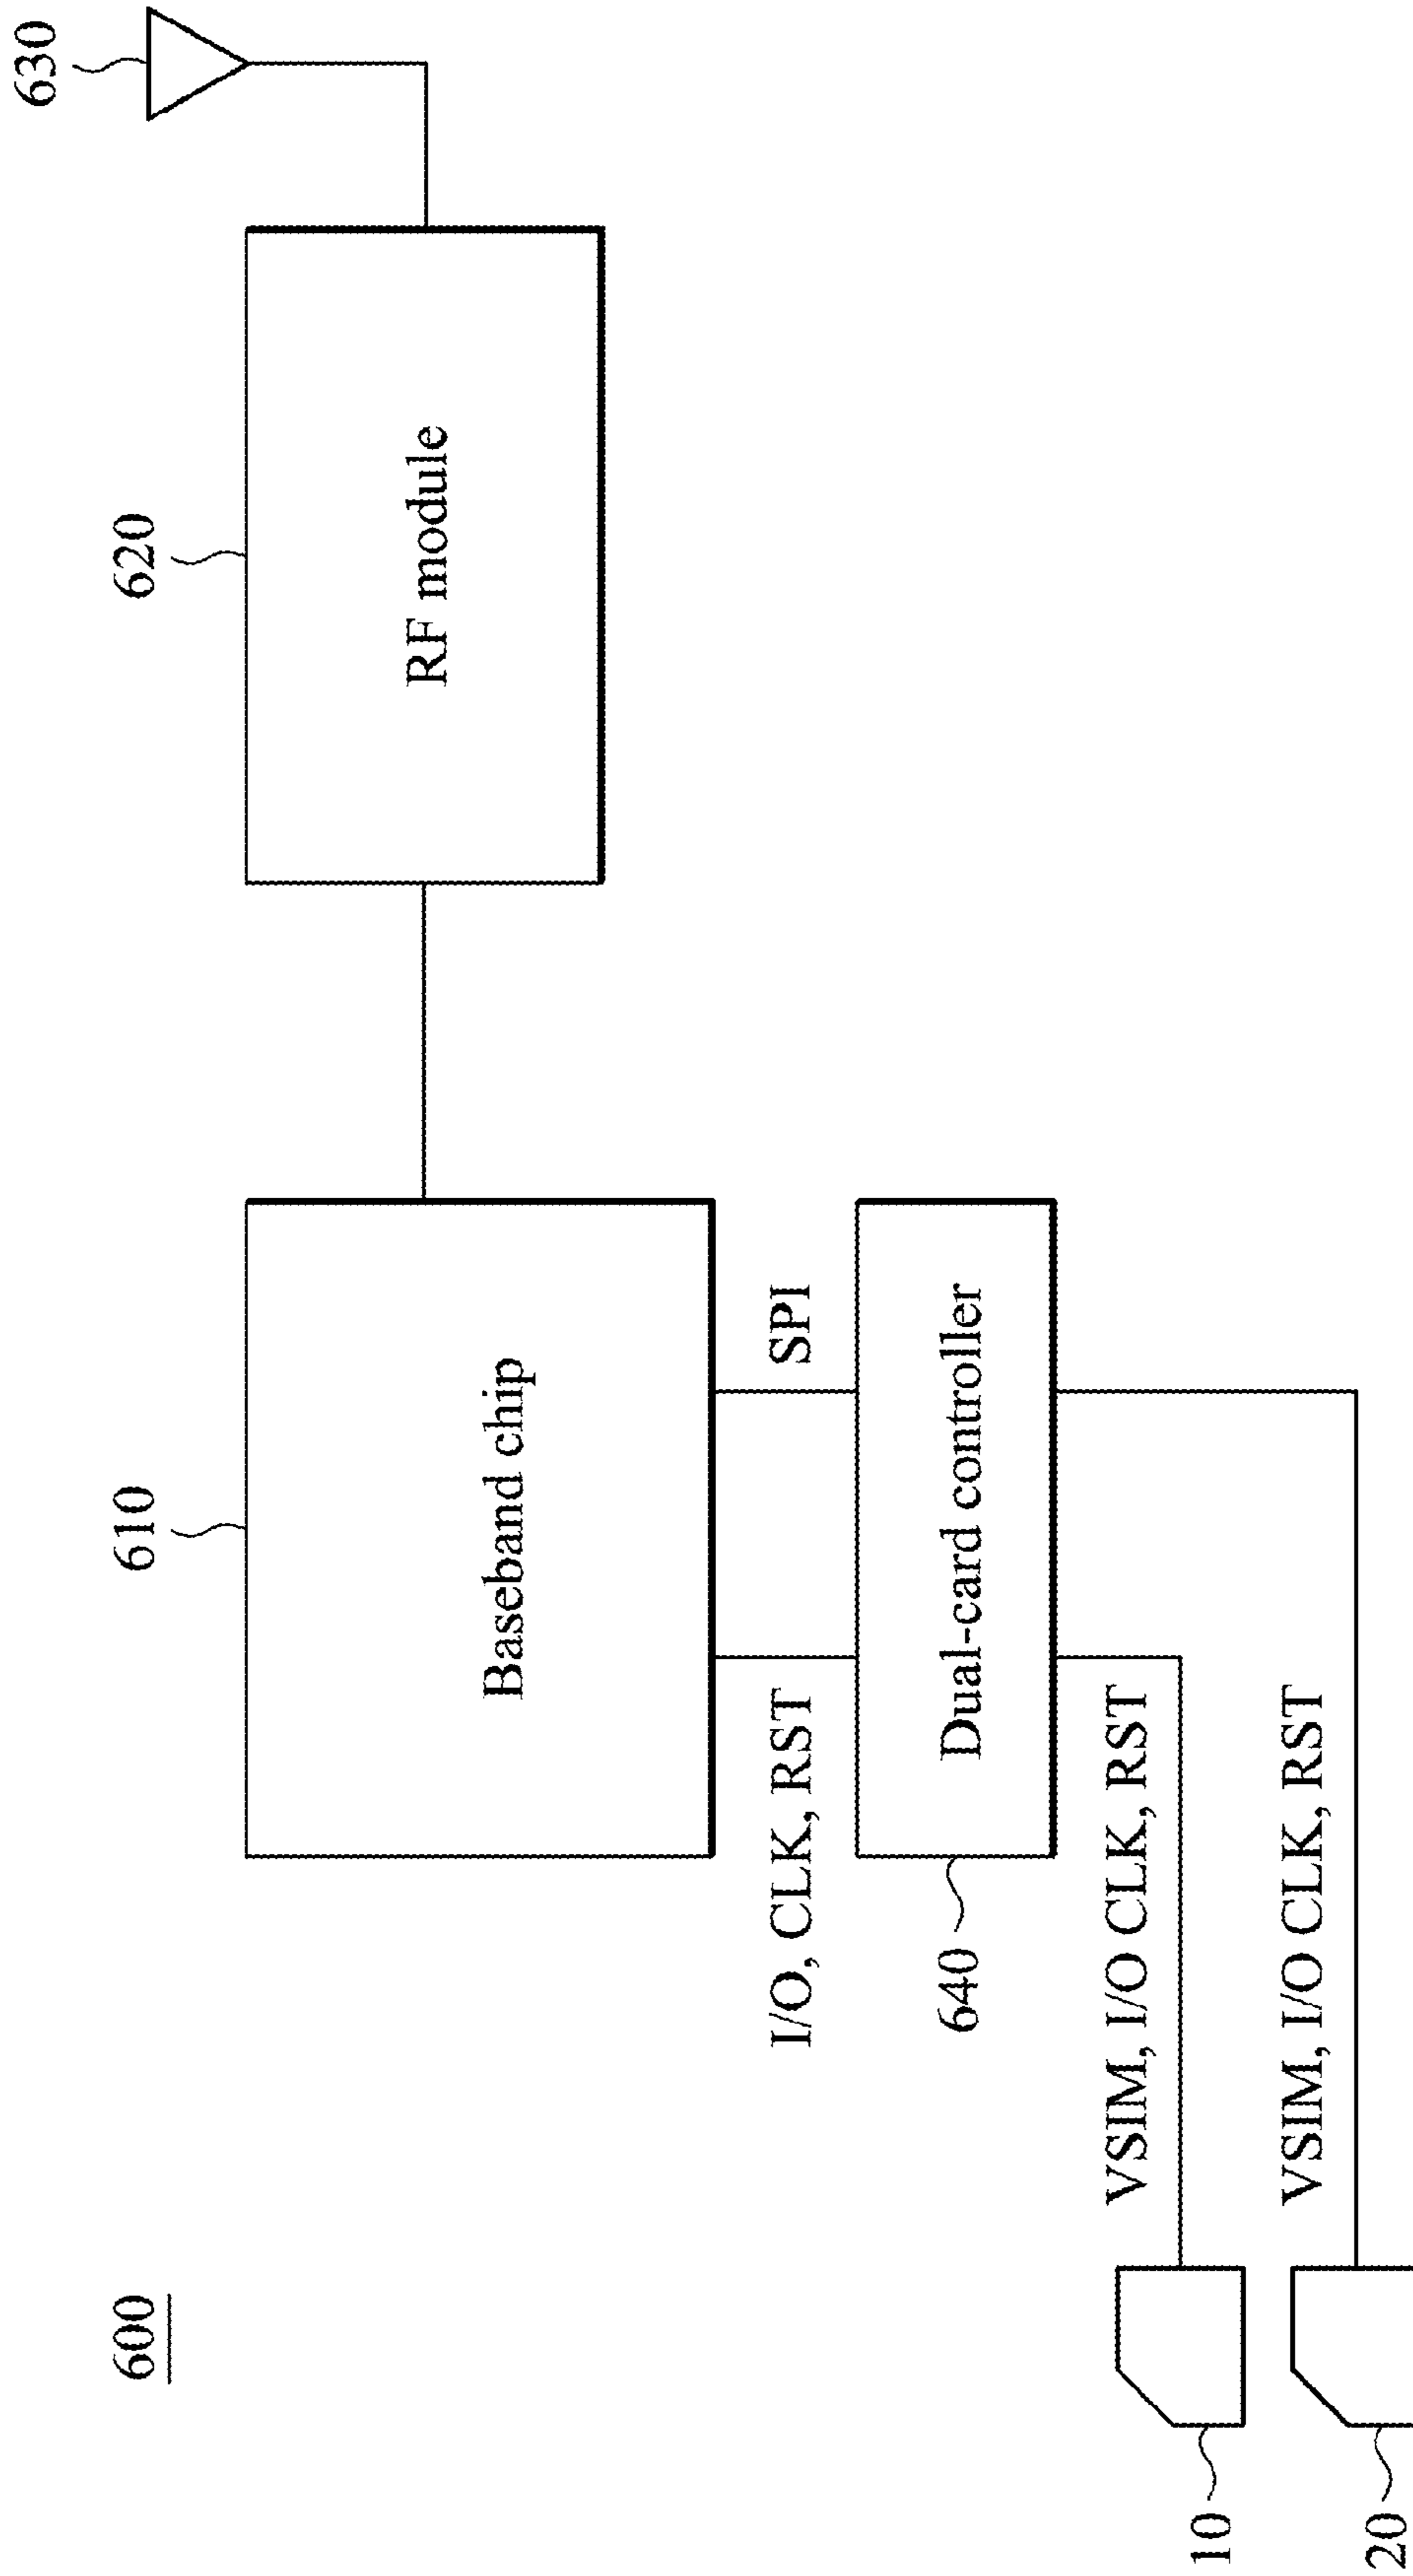 600
610
620
630
Baseband chip
RF module
I/O, CLK, RST
SPI
640
Dual-card controller
VSIM, I/O CLK, RST
VSIM, I/O CLK, RST
10
20